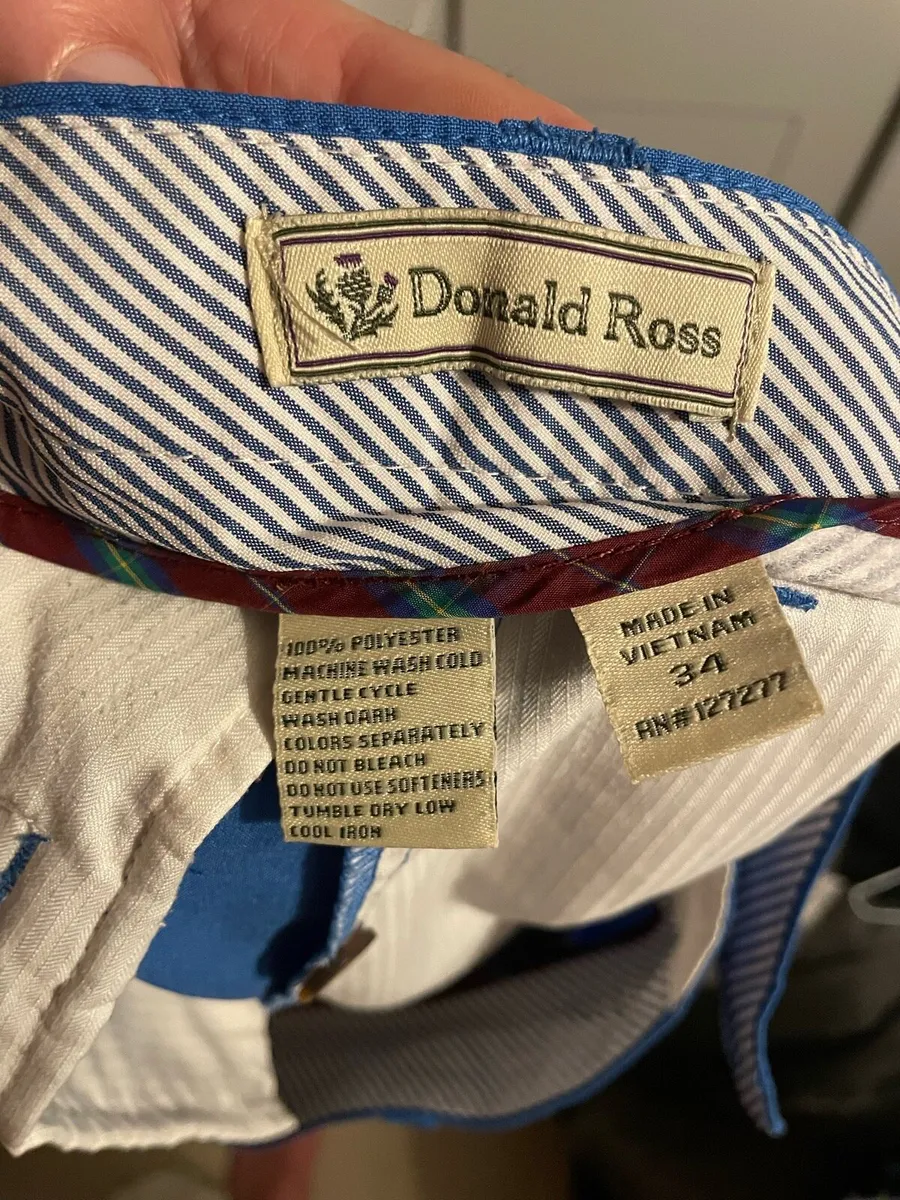 Donald Ross
100% POLYESTER
MACHINE WASH COLD
GENTLE CYCLE
WASH DARK
COLORS SEPARATELY
DO NOT BLEACH
DO NOT USE SOFTENERS
TUMBLE DRY LOW
COOL IRON
MADE IN
VIETNAM
34
RN# 127277